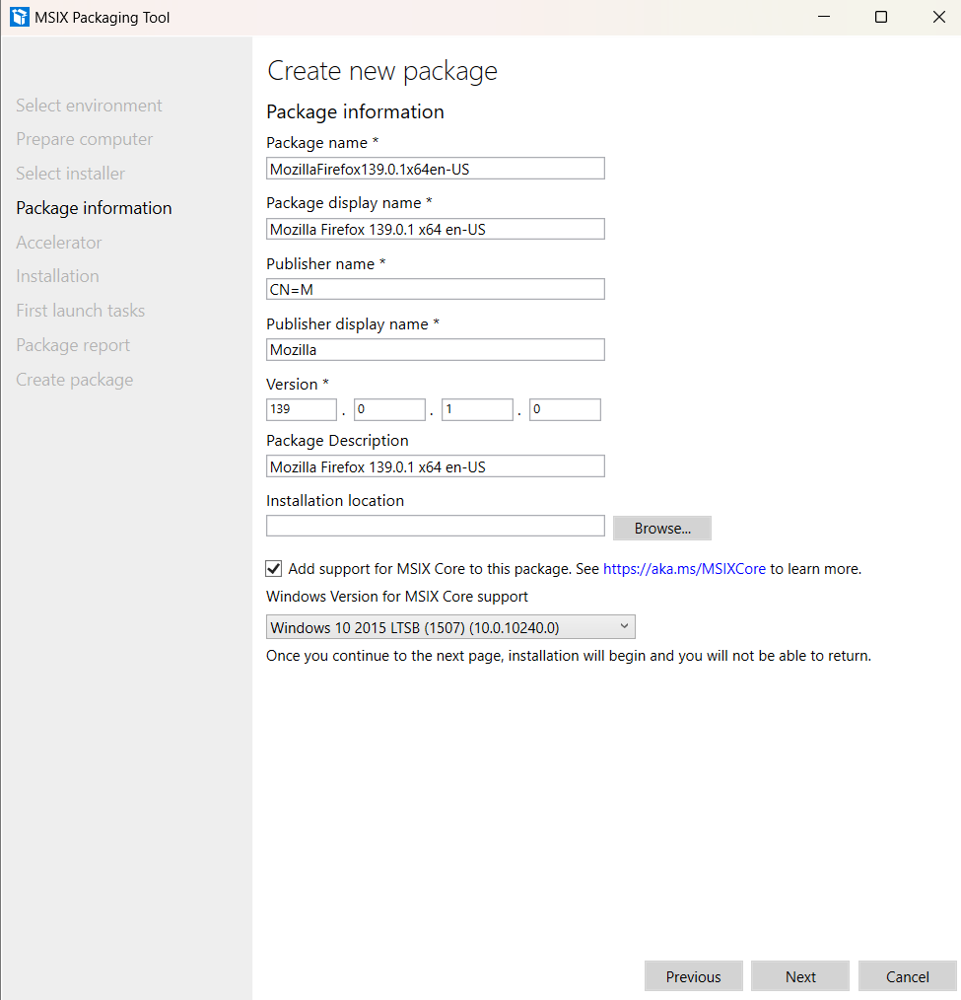 MSIX Packaging Tool
Select environment
Prepare computer
Select installer
Package information
Accelerator
Installation
First launch tasks
Package report
Create package
Create new package
Package information
Package name *
MozillaFirefox139.0.1x64en-US
Package display name *
Mozilla Firefox 139.0.1 x64 en-US
Publisher name *
CN=M
Publisher display name *
Mozilla
Version *
139 . 0 . 1 . 0
Package Description
Mozilla Firefox 139.0.1 x64 en-US
Installation location
Browse...
Add support for MSIX Core to this package. See https://aka.ms/MSIXCore to learn more.
Windows Version for MSIX Core support
Windows 10 2015 LTSB (1507) (10.0.10240.0)
Once you continue to the next page, installation will begin and you will not be able to return.
Previous Next Cancel